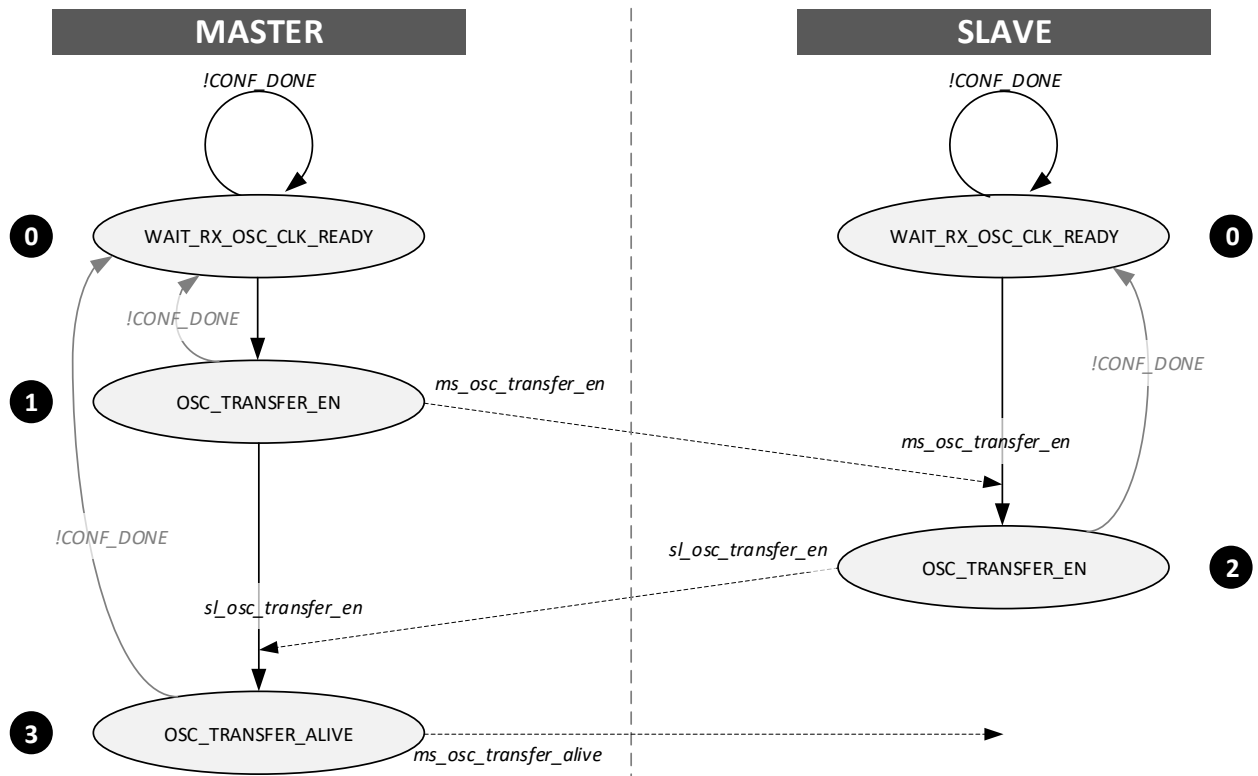 MASTER
SLAVE
!CONF_DONE
!CONF_DONE
0
WAIT_RX_OSC_CLK_READY
WAIT_RX_OSC_CLK_READY
0
!CONF_DONE
!CONF_DONE
1
OSC_TRANSFER_EN
ms_osc_transfer_en
ms_osc_transfer_en
!CONF_DONE
sl_osc_transfer_en
OSC_TRANSFER_EN
2
sl_osc_transfer_en
3
OSC_TRANSFER_ALIVE
ms_osc_transfer_alive